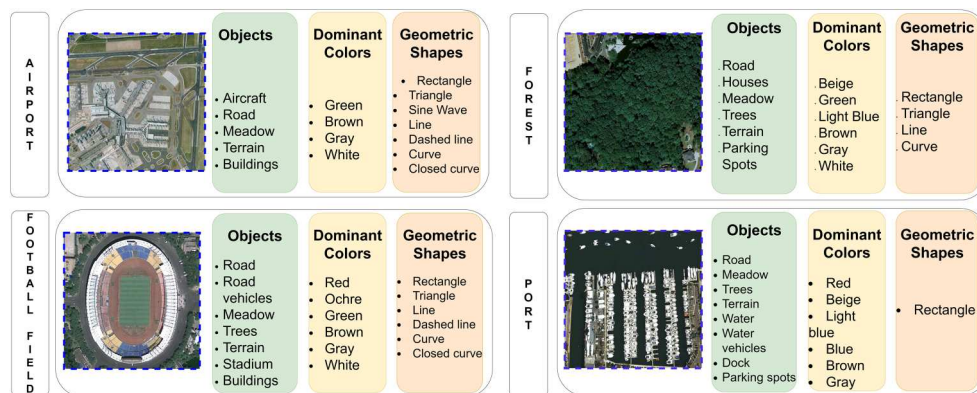 AIRPORT
Objects
• Aircraft
• Road
• Meadow
• Terrain
• Buildings
Dominant
Colors
• Green
• Brown
• Gray
• White
Geometric
Shapes
• Rectangle
• Triangle
• Sine Wave
• Line
• Dashed line
• Curve
• Closed curve
FOREST
Objects
. Road
. Houses
. Meadow
. Trees
. Terrain
. Parking
Spots
Dominant
Colors
. Beige
. Green
. Light Blue
. Brown
. Gray
. White
Geometric
Shapes
. Rectangle
. Triangle
. Line
. Curve
FOOTBALL FIELD
Objects
• Road
• Road
vehicles
• Meadow
• Trees
• Terrain
• Stadium
• Buildings
Dominant
Colors
• Red
• Ochre
• Green
• Brown
• Gray
• White
Geometric
Shapes
• Rectangle
• Triangle
• Line
• Dashed line
• Curve
• Closed curve
PORT
Objects
• Road
• Meadow
• Trees
• Terrain
• Water
• Water
vehicles
• Dock
• Parking spots
Dominant
Colors
• Red
• Beige
• Light
blue
• Blue
• Brown
• Gray
Geometric
Shapes
• Rectangle